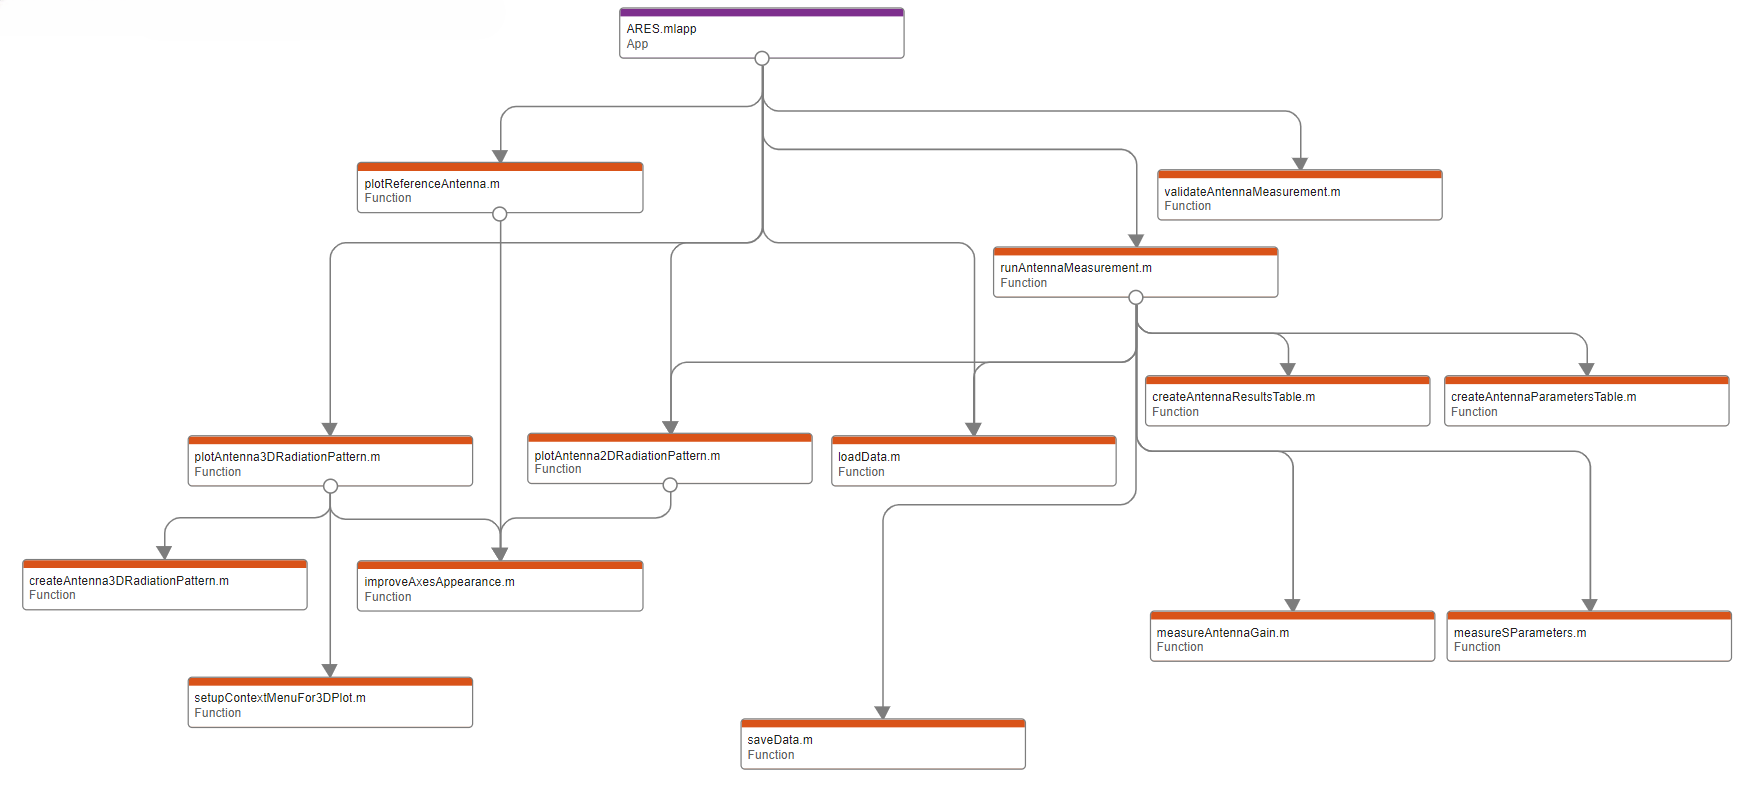 ARES.mlapp
App
plotReferenceAntenna.m
Function
validateAntennaMeasurement.m
Function
runAntennaMeasurement.m
Function
createAntennaResultsTable.m
Function
createAntennaParametersTable.m
Function
plotAntenna3DRadiationPattern.m
Function
plotAntenna2DRadiationPattern.m
Function
loadData.m
Function
createAntenna3DRadiationPattern.m
Function
improveAxesAppearance.m
Function
measureAntennaGain.m
Function
measureSParameters.m
Function
setupContextMenuFor3DPlot.m
Function
saveData.m
Function